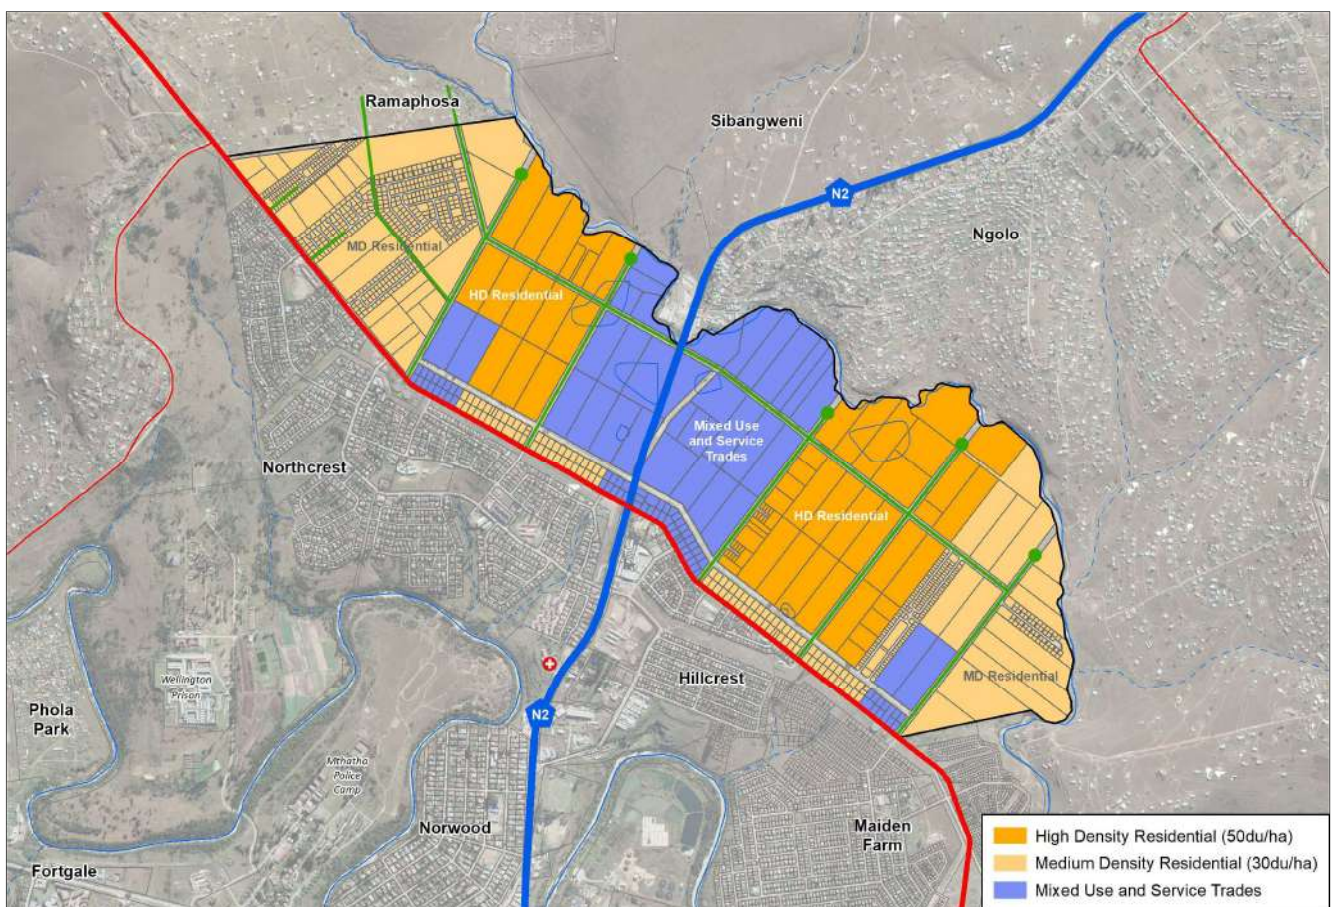 Ramaphosa
Sibangweni
N2
Ngolo
MD Residential
HD Residential
Mixed Use
and Service
Trades
Northcrest
HD Residential
Wellington
Prison
Hillcrest
MD Residential
Phola
Park
N2
Mthatha
Police
Camp
Norwood
Maiden
Farm
Fortgale
High Density Residential (50du/ha)
Medium Density Residential (30du/ha)
Mixed Use and Service Trades